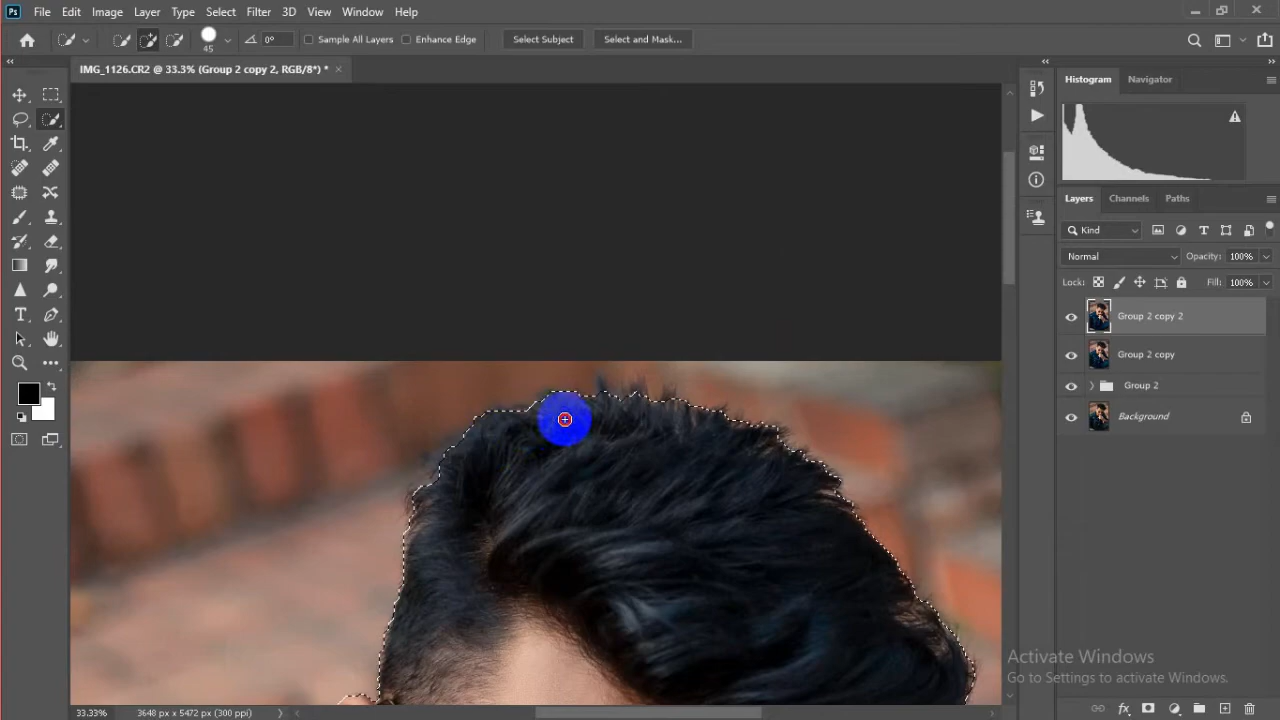 Ps File Edit Image Layer Type Select Filter 3D View Window Help
45 0° Sample All Layers Enhance Edge Select Subject Select and Mask...
IMG_1126.CR2 @ 33.3% (Group 2 copy 2, RGB/8*) *
Histogram Navigator
Layers Channels Paths
Kind
Normal Opacity: 100%
Lock: Fill: 100%
Group 2 copy 2
Group 2 copy
Group 2
Background
Activate Windows
Go to Settings to activate Windows.
33.33% 3648 px x 5472 px (300 ppi)